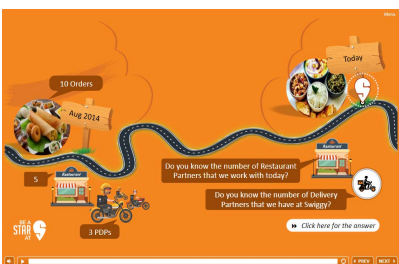 Menu
10 Orders
Aug 2014
Today
Restaurant
5
3 PDPs
Restaurant
Do you know the number of Restaurant
Partners that we work with today?
Do you know the number of Delivery
Partners that we have at Swiggy?
Click here for the answer
BE A
STAR
AT
PREV
NEXT